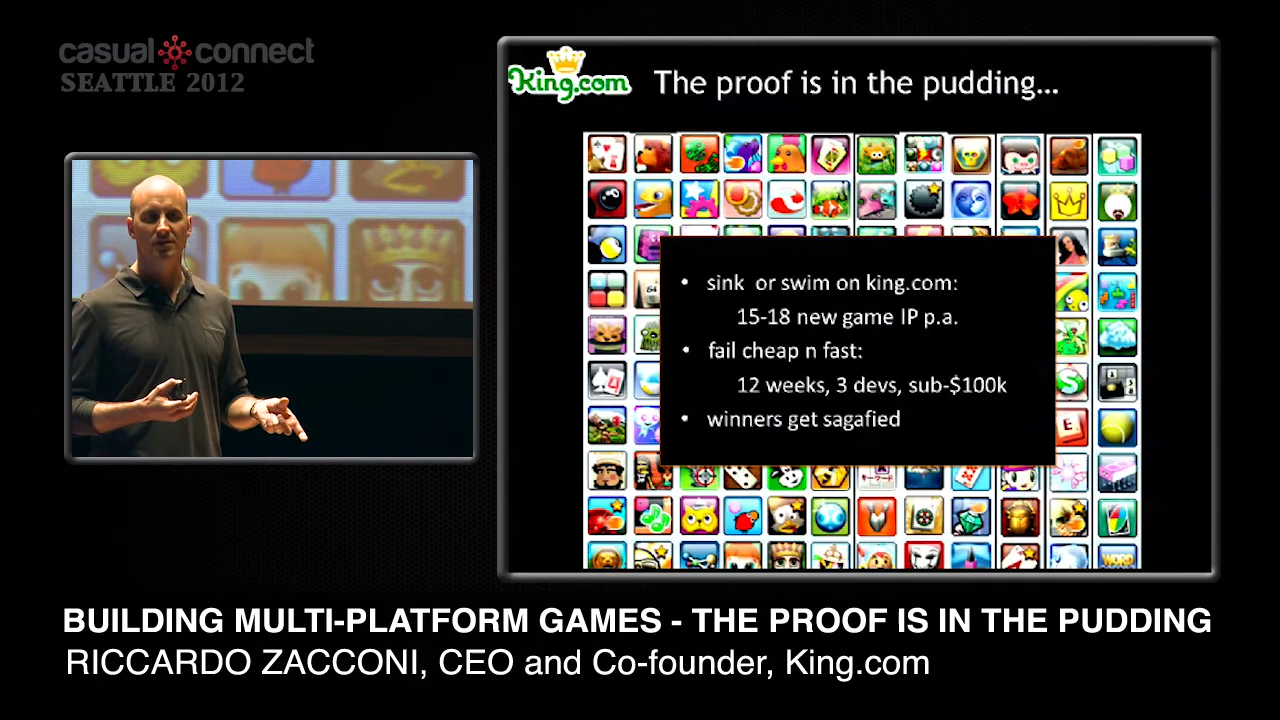 casual connect
SEATTLE 2012
King.com
The proof is in the pudding...
• sink or swim on king.com:
15-18 new game IP p.a.
• fail cheap n fast:
12 weeks, 3 devs, sub-$100k
• winners get sagafied
BUILDING MULTI-PLATFORM GAMES - THE PROOF IS IN THE PUDDING
RICCARDO ZACCONI, CEO and Co-founder, King.com